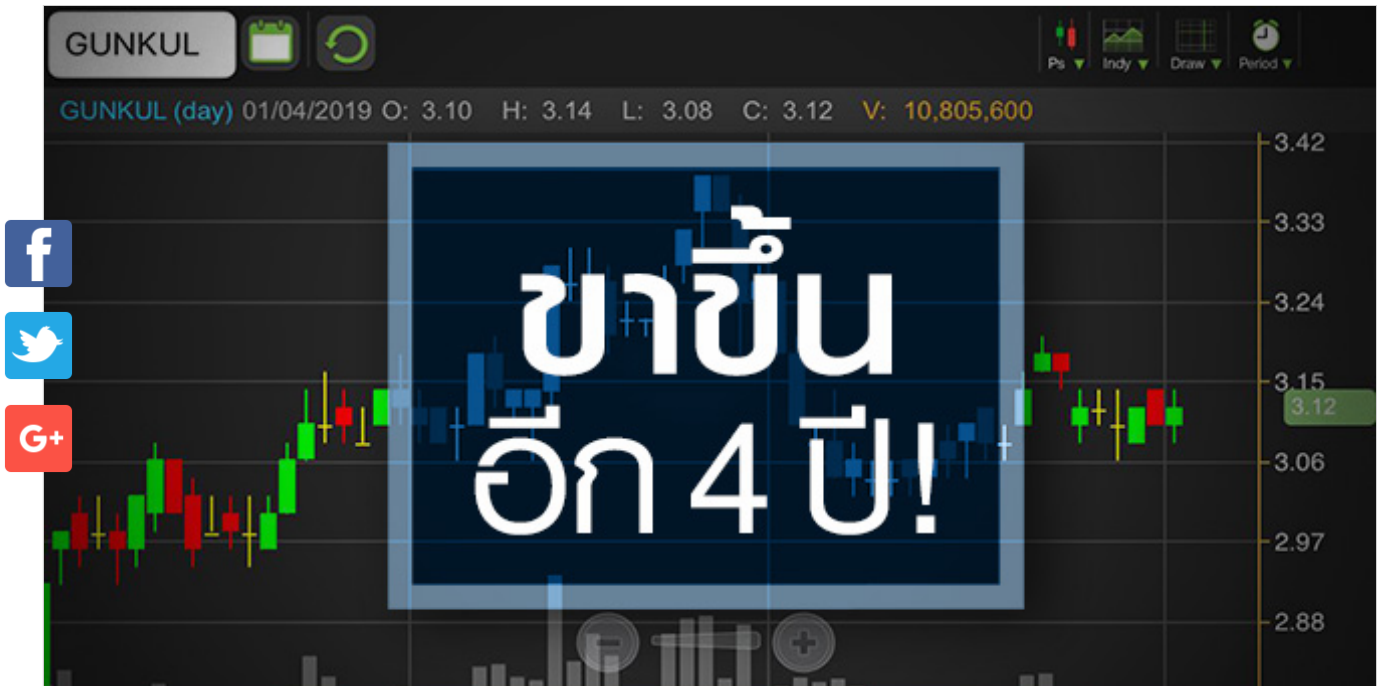 GUNKUL
Ps ▼ Indy ▼ Draw ▼ Period ▼
GUNKUL (day) 01/04/2019 O: 3.10 H: 3.14 L: 3.08 C: 3.12 V: 10,805,600
3.42
3.33
3.24
3.15
3.12
3.06
2.97
2.88
ขาขึ้น
อีก 4 ปี!
f
G+